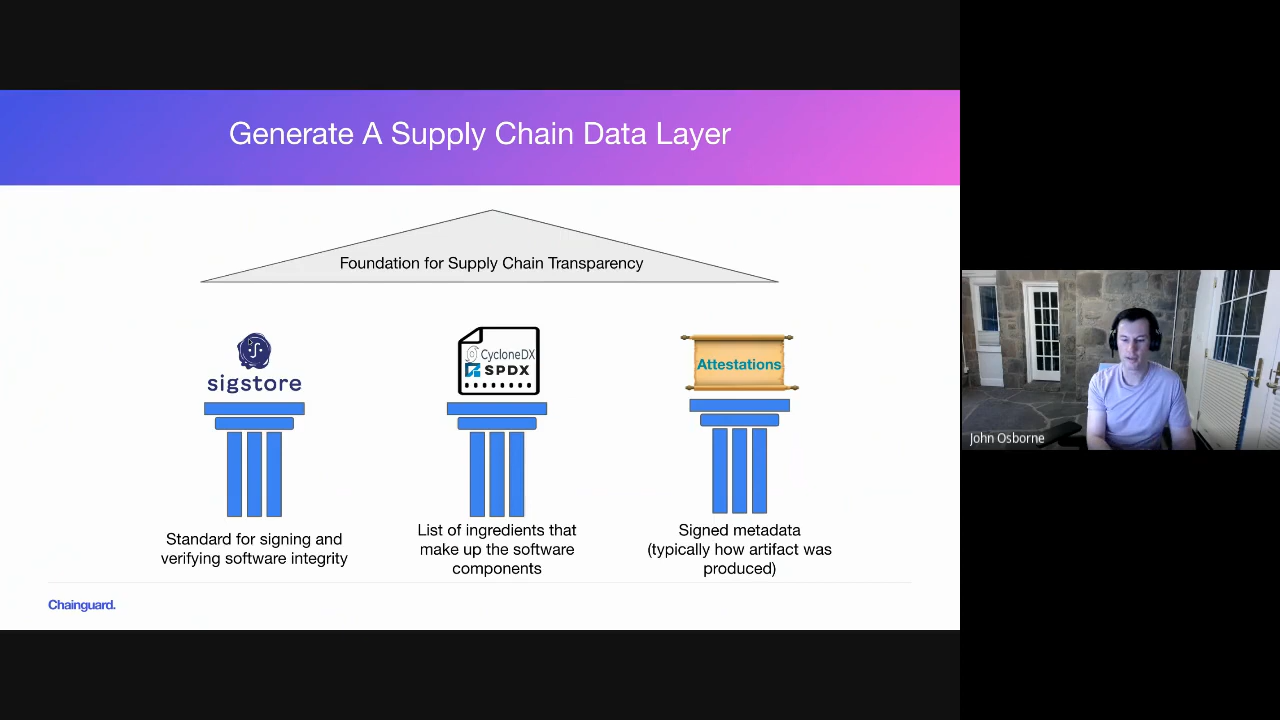 Generate A Supply Chain Data Layer
Foundation for Supply Chain Transparency
sigstore
CycloneDX
SPDX
Attestations
Standard for signing and
verifying software integrity
List of ingredients that
make up the software
components
Signed metadata
(typically how artifact was
produced)
Chainguard.
John Osborne